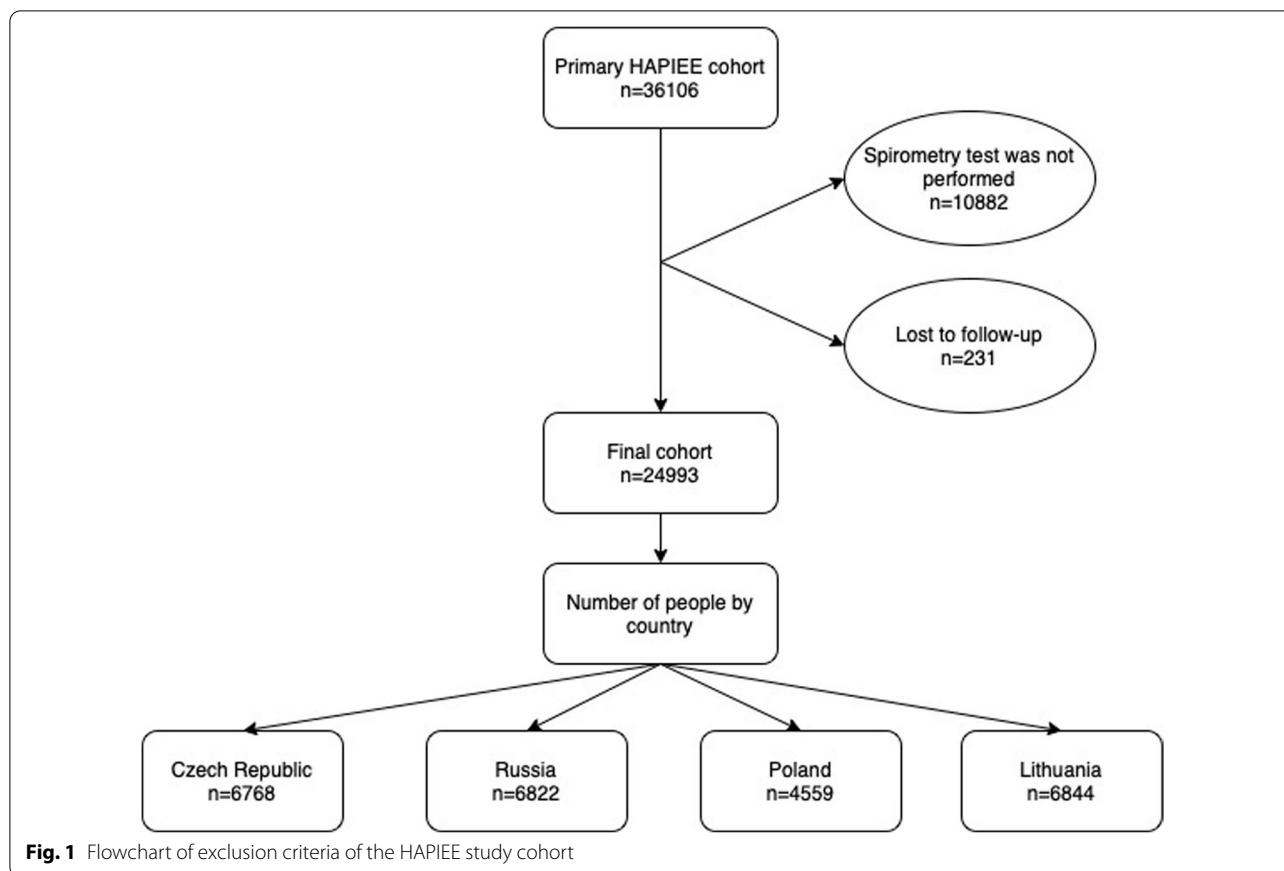 Primary HAPIEE cohort
n=36106
Spirometry test was not
performed
n=10882
Lost to follow-up
n=231
Final cohort
n=24993
Number of people by
country
Czech Republic
n=6768
Russia
n=6822
Poland
n=4559
Lithuania
n=6844
Fig. 1 Flowchart of exclusion criteria of the HAPIEE study cohort